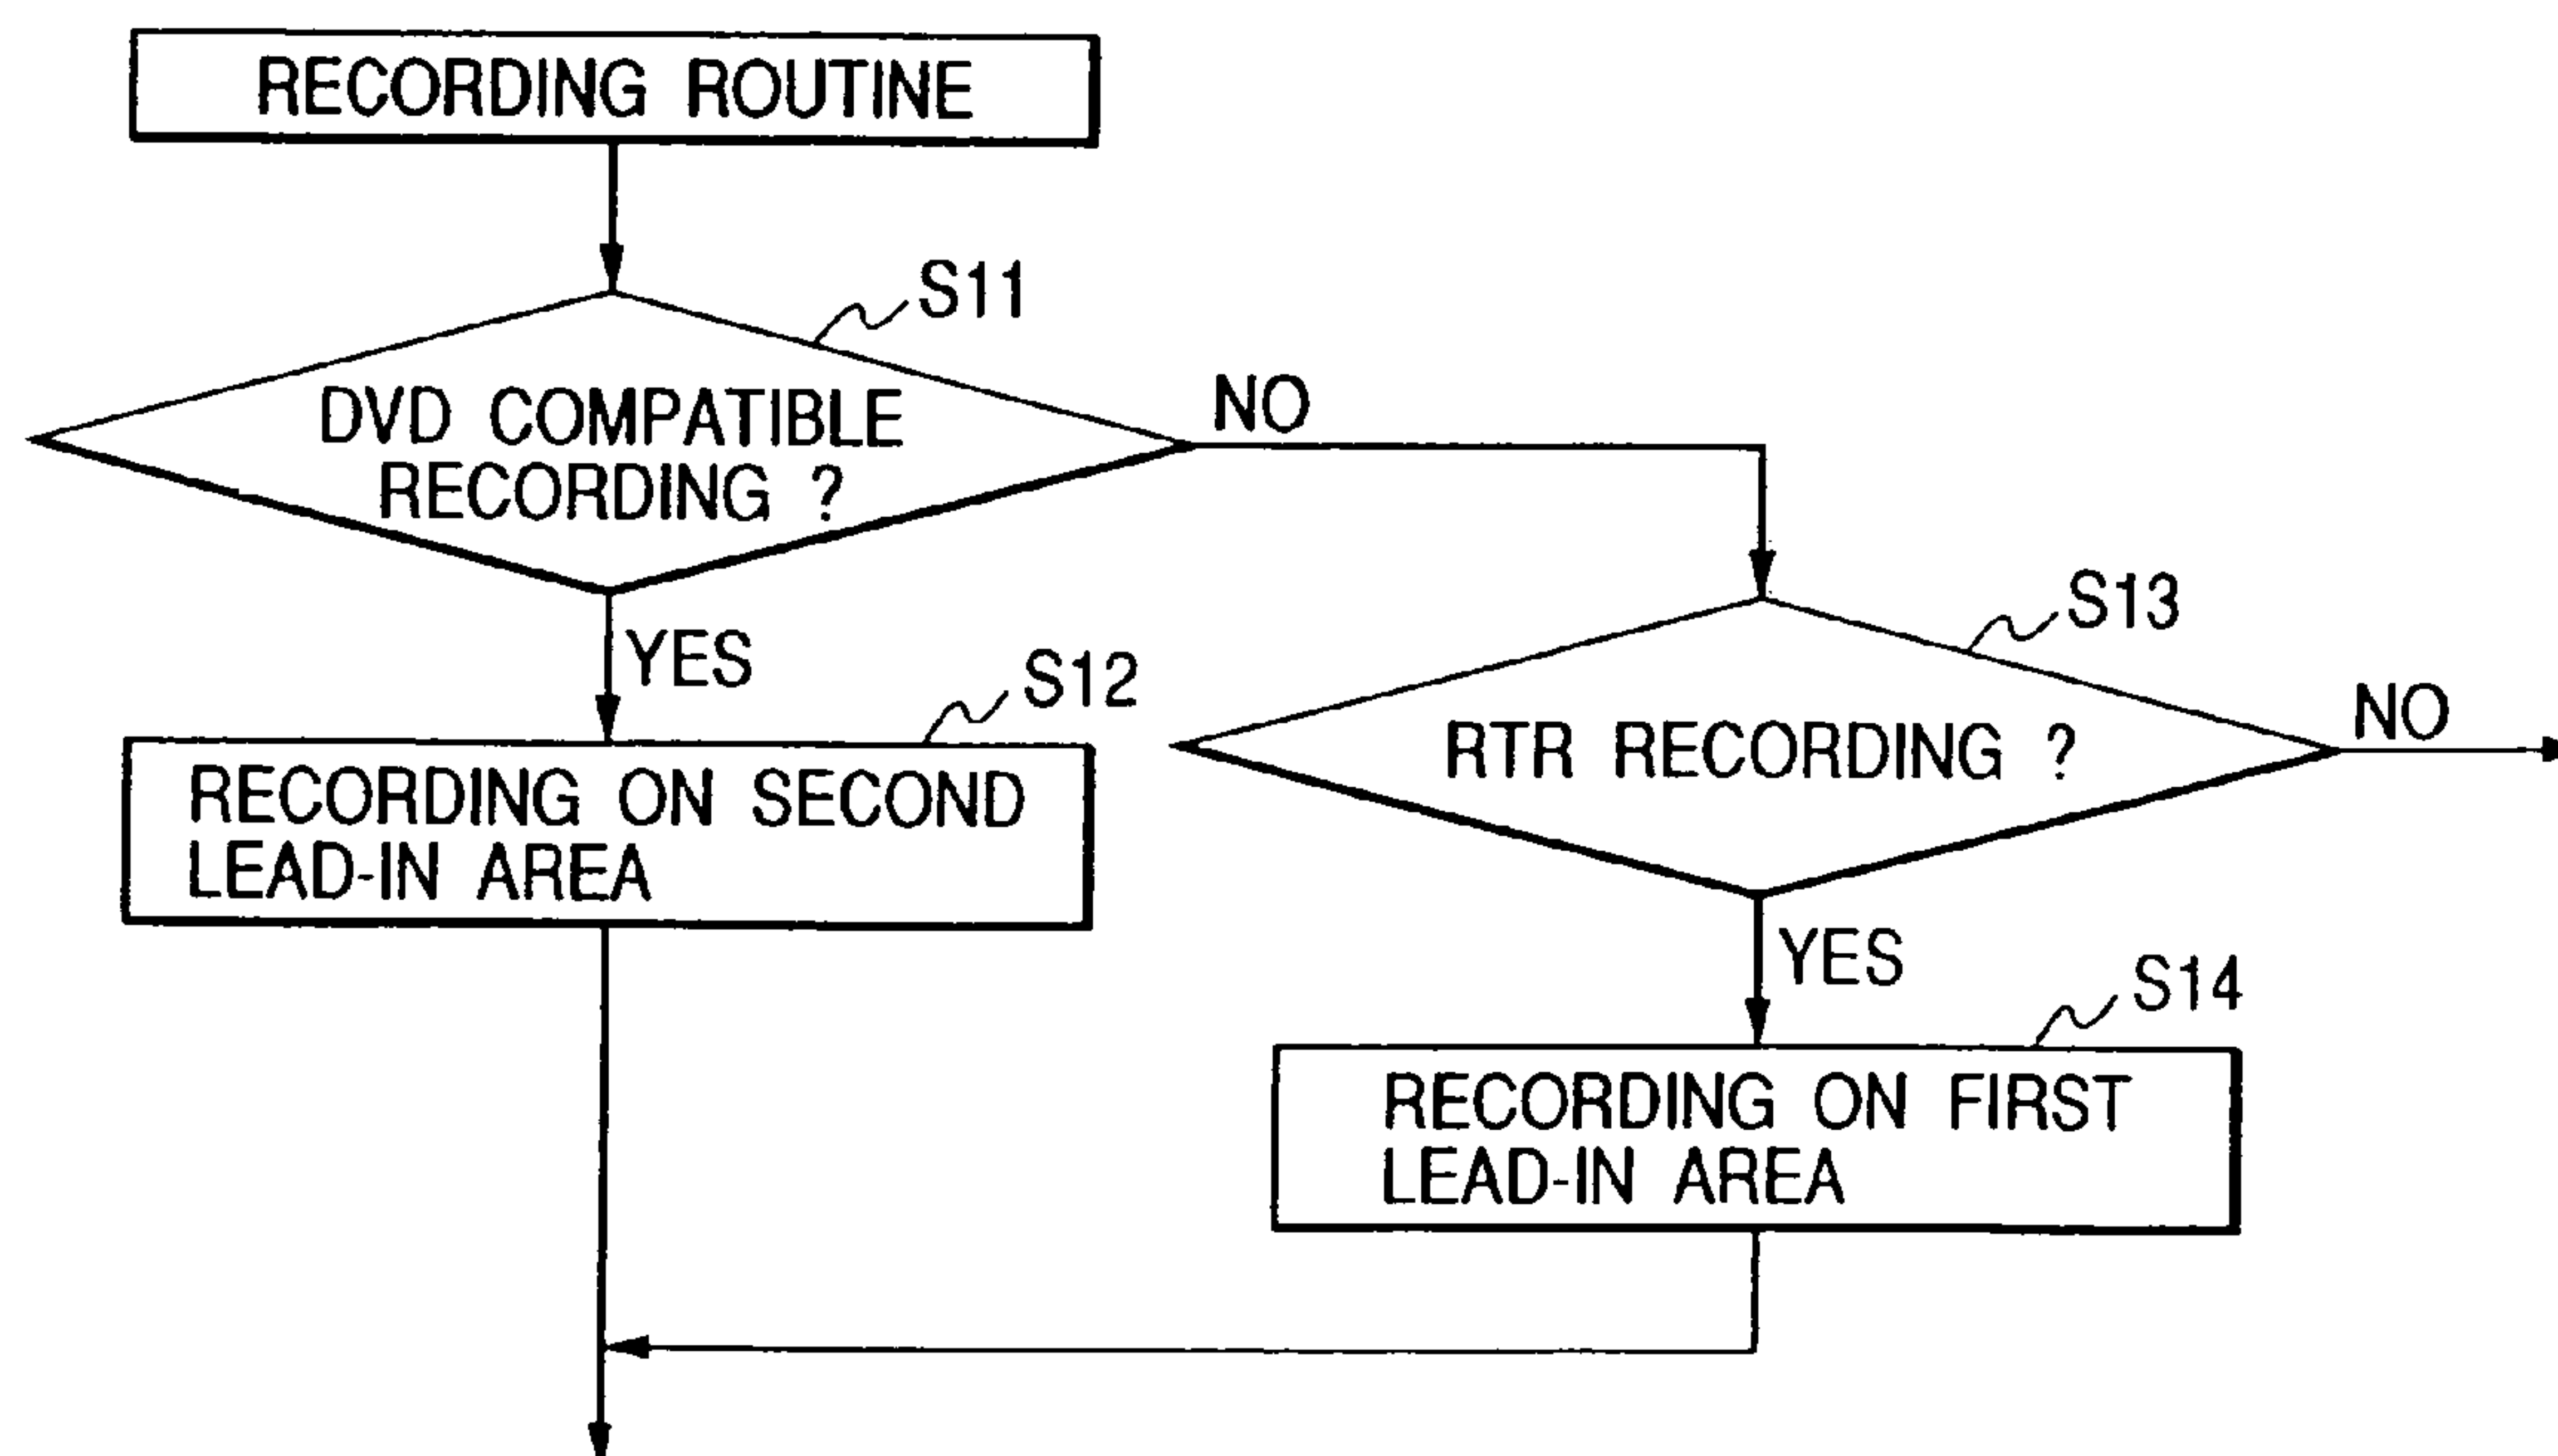 RECORDING ROUTINE
S11
DVD COMPATIBLE
RECORDING ?
NO
YES
S12
RECORDING ON SECOND
LEAD-IN AREA
S13
RTR RECORDING ?
NO
YES
S14
RECORDING ON FIRST
LEAD-IN AREA